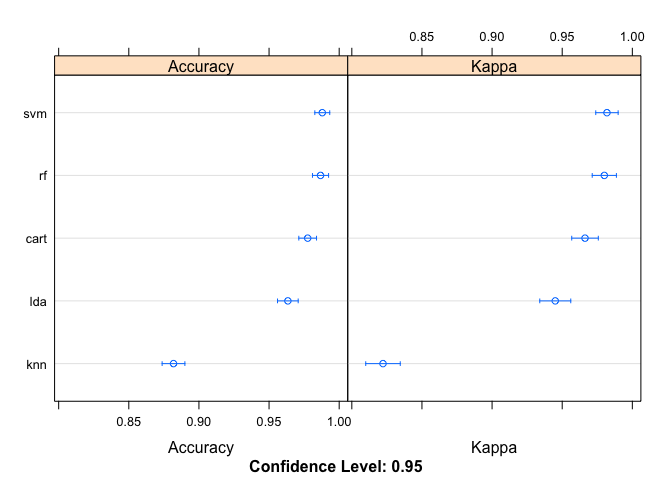 0.85 0.90 0.95 1.00
Accuracy Kappa
svm
rf
cart
lda
knn
0.85 0.90 0.95 1.00
Accuracy Kappa
Confidence Level: 0.95